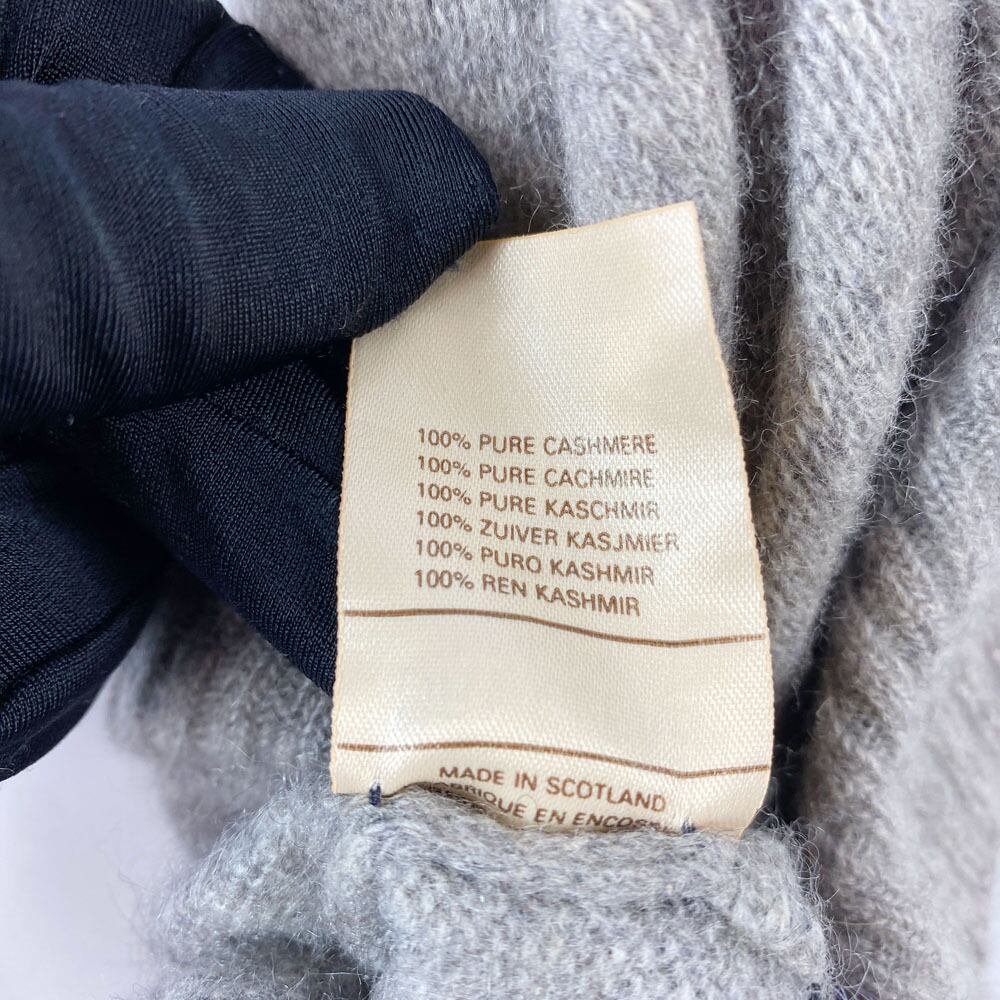 100% PURE CASHMERE
100% PURE CACHMIRE
100% PURE KASCHMIR
100% ZUIVER KASJMIER
100% PURO KASHMIR
100% REN KASHMIR
MADE IN SCOTLAND
EN